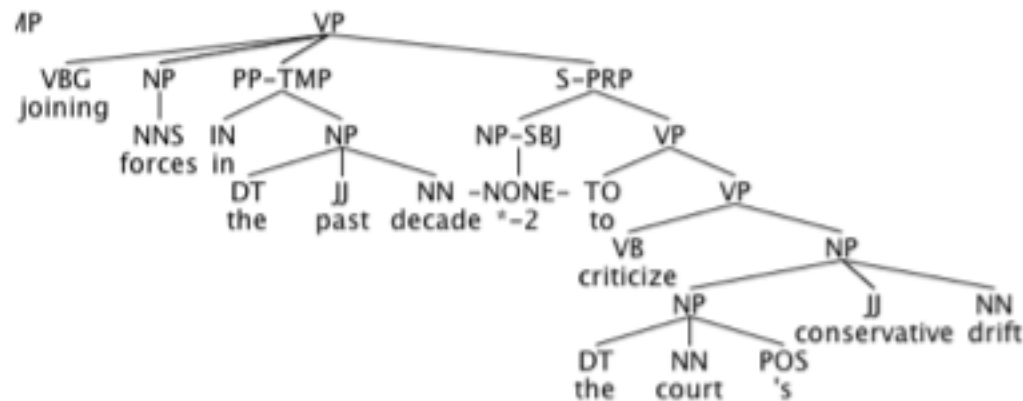 MP VP
VBG NP PP-TMP S-PRP
joining
NNS IN NP NP-SBJ VP
forces in
DT JJ NN -NONE- TO VP
the past decade *-2 to
VB NP
criticize
NP JJ NN
conservative drift
DT NN POS
the court 's